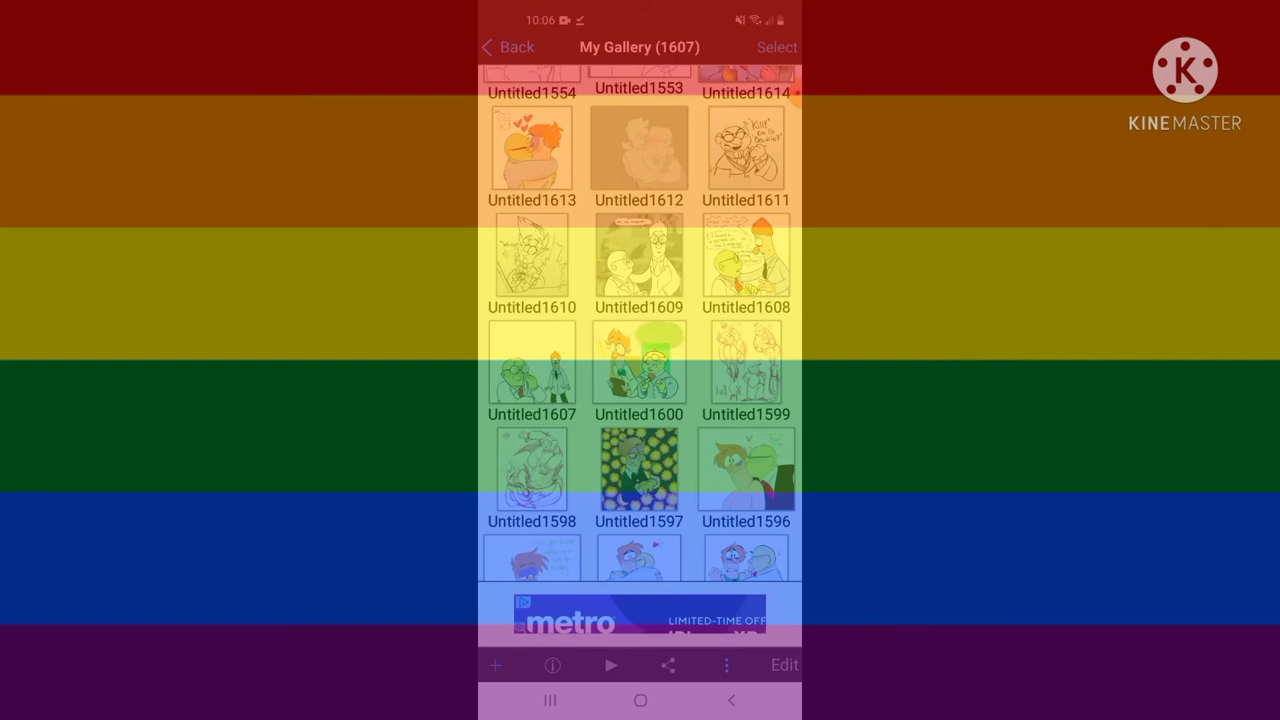 10:06
Back My Gallery (1607) Select
Untitled1554 Untitled1553 Untitled1614
Untitled1613 Untitled1612 Untitled1611
Untitled1610 Untitled1609 Untitled1608
Untitled1607 Untitled1600 Untitled1599
Untitled1598 Untitled1597 Untitled1596
metro LIMITED-TIME OFF
Edit
K
KINEMASTER